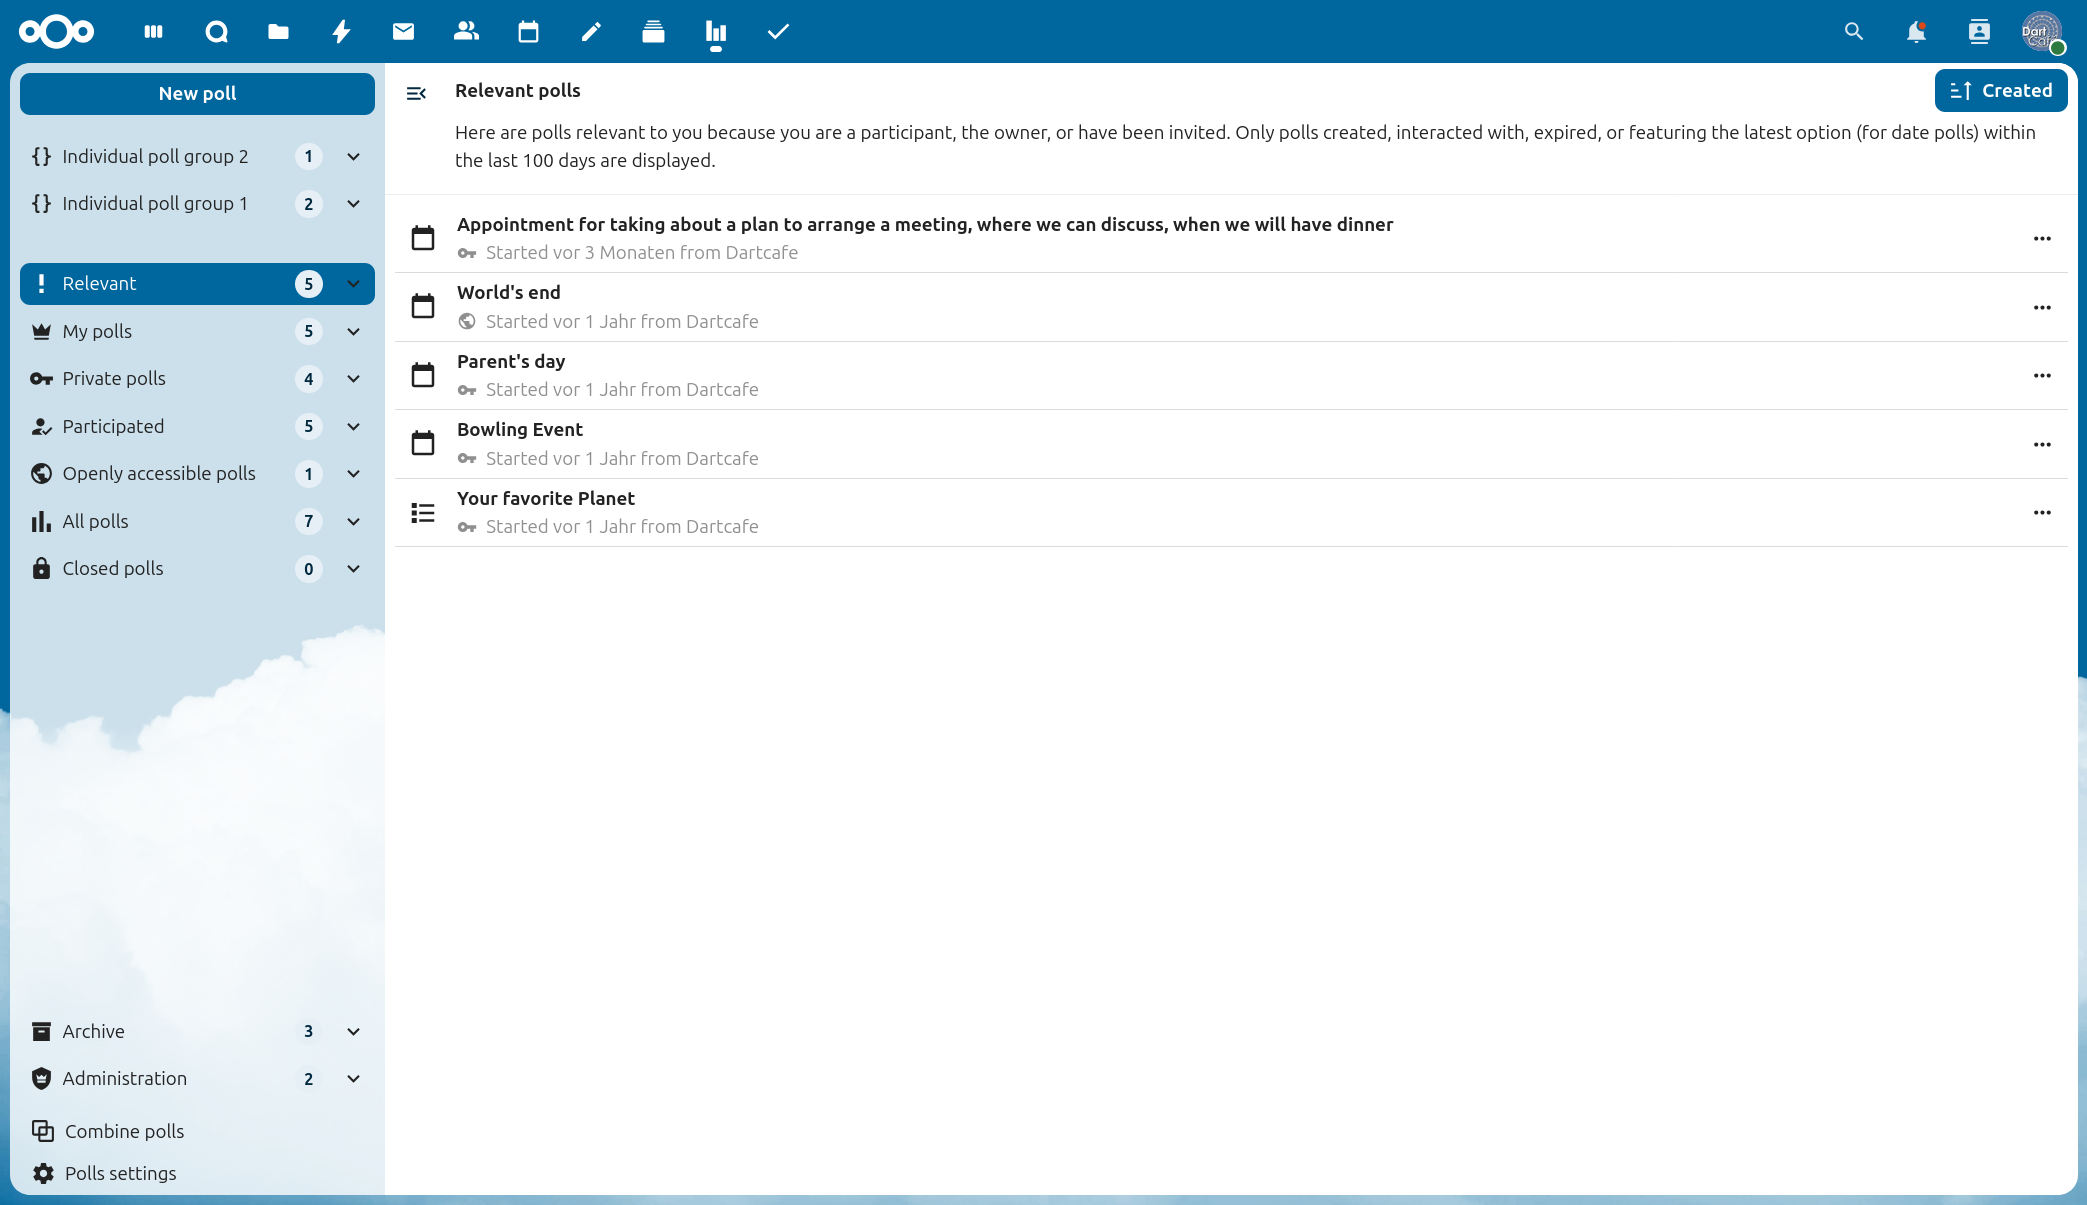 Dart
Cafe
New poll
Individual poll group 2 1
Individual poll group 1 2
Relevant 5
My polls 5
Private polls 4
Participated 5
Openly accessible polls 1
All polls 7
Closed polls 0
Archive 3
Administration 2
Combine polls
Polls settings
Relevant polls
Created
Here are polls relevant to you because you are a participant, the owner, or have been invited. Only polls created, interacted with, expired, or featuring the latest option (for date polls) within
the last 100 days are displayed.
Appointment for taking about a plan to arrange a meeting, where we can discuss, when we will have dinner
Started vor 3 Monaten from Dartcafe
World's end
Started vor 1 Jahr from Dartcafe
Parent's day
Started vor 1 Jahr from Dartcafe
Bowling Event
Started vor 1 Jahr from Dartcafe
Your favorite Planet
Started vor 1 Jahr from Dartcafe